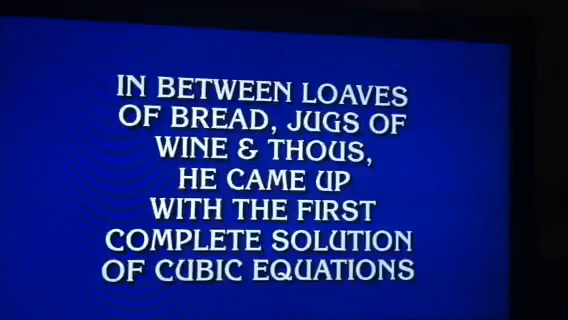 IN BETWEEN LOAVES
OF BREAD, JUGS OF
WINE & THOUS,
HE CAME UP
WITH THE FIRST
COMPLETE SOLUTION
OF CUBIC EQUATIONS